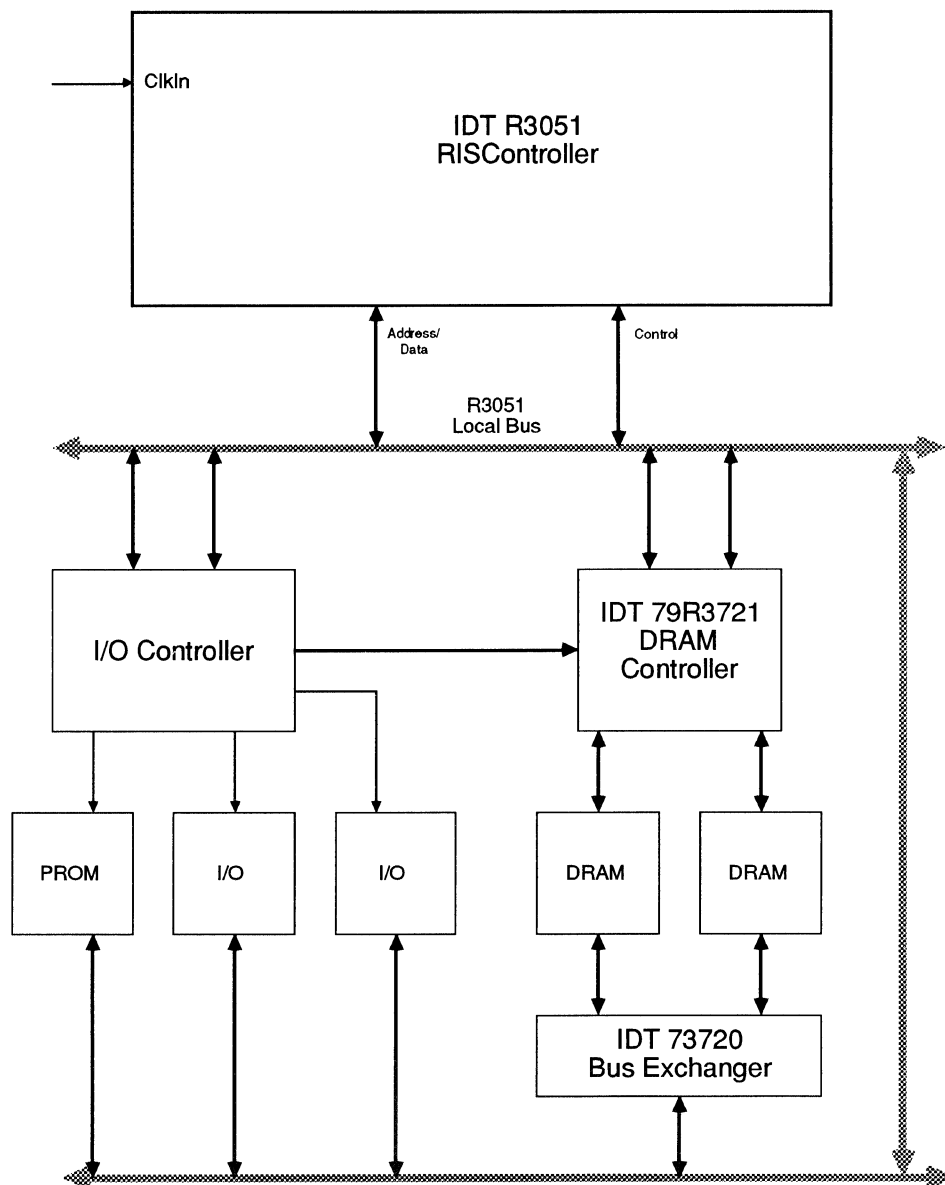 ClkIn
IDT R3051
RISController
Address/
Data
Control
R3051
Local Bus
I/O Controller
IDT 79R3721
DRAM
Controller
PROM
I/O
I/O
DRAM
DRAM
IDT 73720
Bus Exchanger